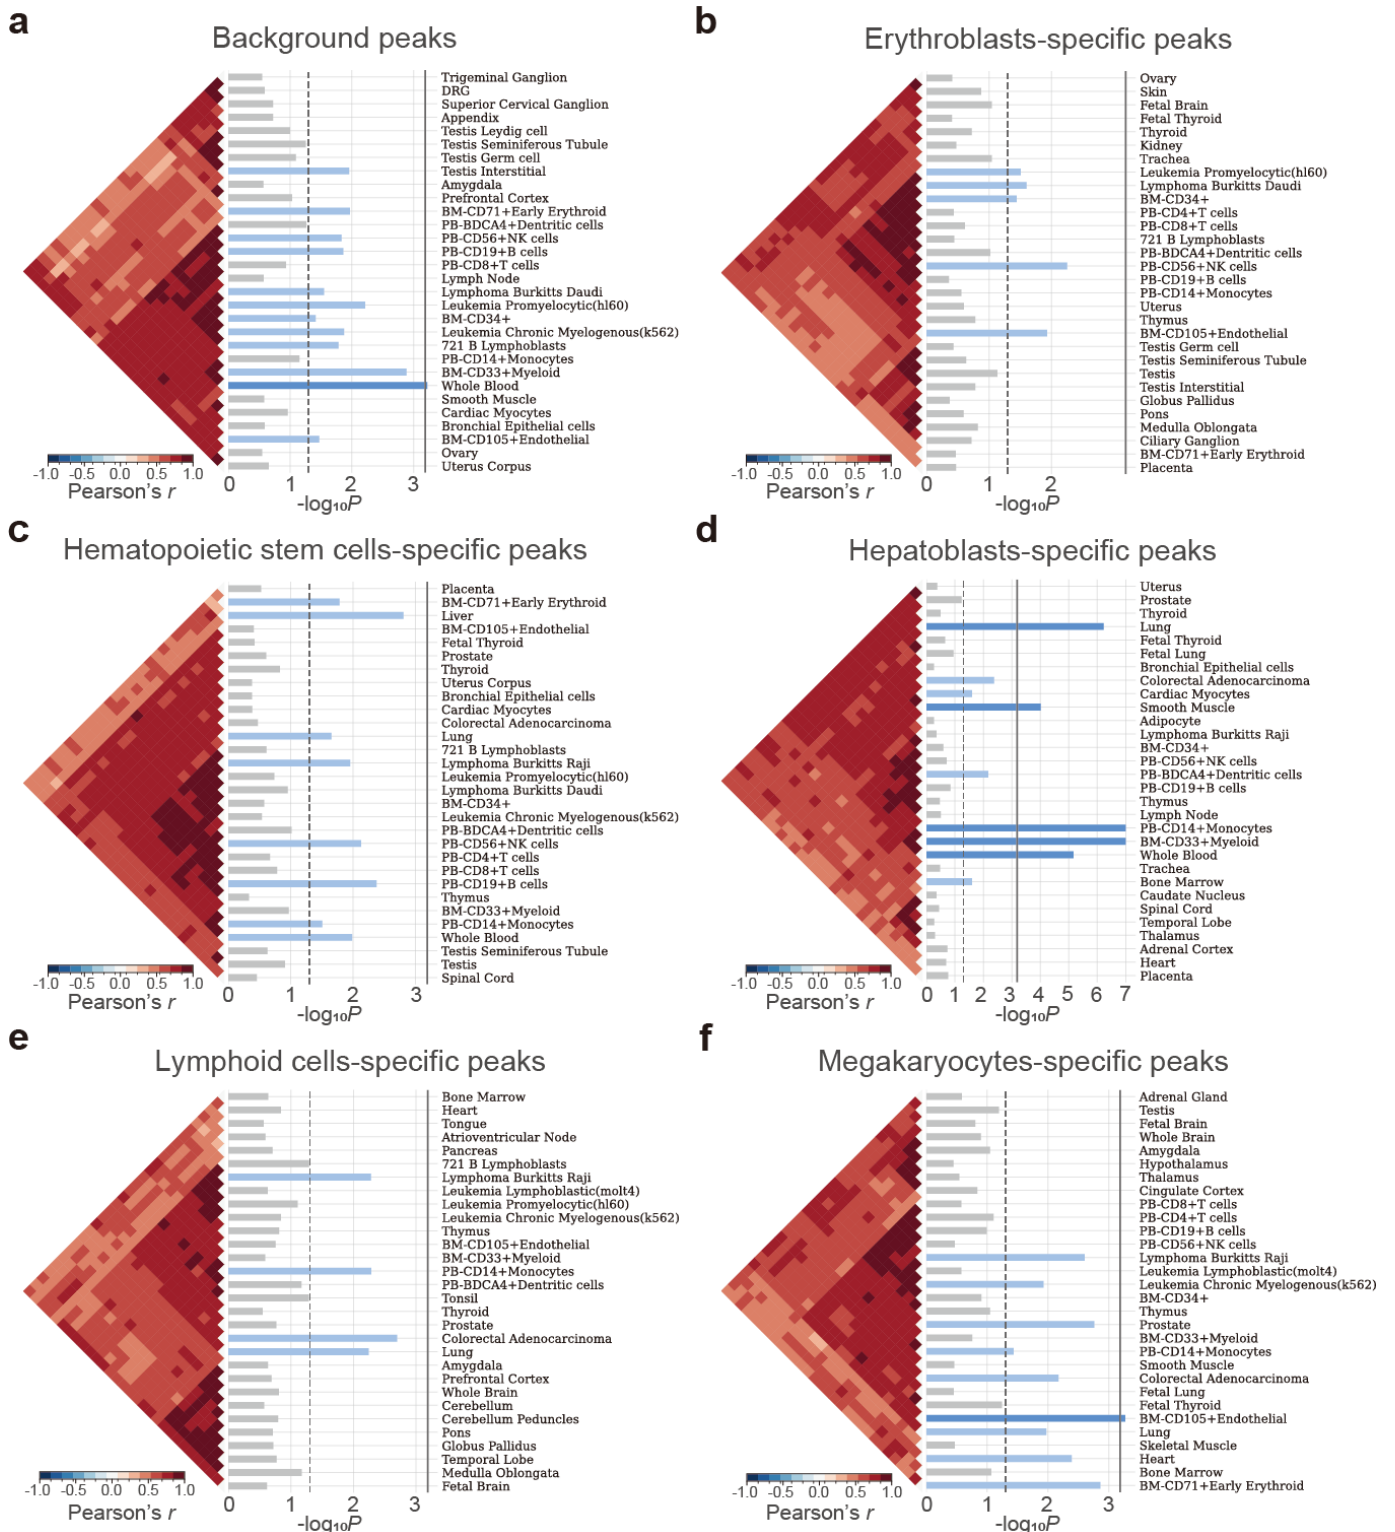 a
Background peaks
Trigeminal Ganglion
DRG
Superior Cervical Ganglion
Appendix
Testis Leydig cell
Testis Seminiferous Tubule
Testis Germ cell
Testis Interstitial
Amygdala
Prefrontal Cortex
BM-CD71+Early Erythroid
PB-BDCA4+Dentritic cells
PB-CD56+NK cells
PB-CD19+B cells
PB-CD8+T cells
Lymph Node
Lymphoma Burkitts Daudi
Leukemia Promyelocytic(hl60)
BM-CD34+
Leukemia Chronic Myelogenous(k562)
721 B Lymphoblasts
PB-CD14+Monocytes
BM-CD33+Myeloid
Whole Blood
Smooth Muscle
Cardiac Myocytes
Bronchial Epithelial cells
BM-CD105+Endothelial
Ovary
Uterus Corpus
-1.0 -0.5 0.0 0.5 1.0
Pearson's r
0 1 2 3
-log₁₀P
b
Erythroblasts-specific peaks
Ovary
Skin
Fetal Brain
Fetal Thyroid
Thyroid
Kidney
Trachea
Leukemia Promyelocytic(hl60)
Lymphoma Burkitts Daudi
BM-CD34+
PB-CD4+T cells
PB-CD8+T cells
721 B Lymphoblasts
PB-BDCA4+Dentritic cells
PB-CD56+NK cells
PB-CD19+B cells
PB-CD14+Monocytes
Uterus
Thymus
BM-CD105+Endothelial
Testis Germ cell
Testis Seminiferous Tubule
Testis
Testis Interstitial
Globus Pallidus
Pons
Medulla Oblongata
Ciliary Ganglion
BM-CD71+Early Erythroid
Placenta
-1.0 -0.5 0.0 0.5 1.0
Pearson's r
0 1 2
-log₁₀P
c
Hematopoietic stem cells-specific peaks
Placenta
BM-CD71+Early Erythroid
Liver
BM-CD105+Endothelial
Fetal Thyroid
Prostate
Thyroid
Uterus Corpus
Bronchial Epithelial cells
Cardiac Myocytes
Colorectal Adenocarcinoma
Lung
721 B Lymphoblasts
Lymphoma Burkitts Raji
Leukemia Promyelocytic(hl60)
Lymphoma Burkitts Daudi
BM-CD34+
Leukemia Chronic Myelogenous(k562)
PB-BDCA4+Dentritic cells
PB-CD56+NK cells
PB-CD4+T cells
PB-CD8+T cells
PB-CD19+B cells
Thymus
BM-CD33+Myeloid
PB-CD14+Monocytes
Whole Blood
Testis Seminiferous Tubule
Testis
Spinal Cord
-1.0 -0.5 0.0 0.5 1.0
Pearson's r
0 1 2 3
-log₁₀P
d
Hepatoblasts-specific peaks
Uterus
Prostate
Thyroid
Lung
Fetal Thyroid
Fetal Lung
Bronchial Epithelial cells
Colorectal Adenocarcinoma
Cardiac Myocytes
Smooth Muscle
Adipocyte
Lymphoma Burkitts Raji
BM-CD34+
PB-CD56+NK cells
PB-BDCA4+Dentritic cells
PB-CD19+B cells
Thymus
Lymph Node
PB-CD14+Monocytes
BM-CD33+Myeloid
Whole Blood
Trachea
Bone Marrow
Caudate Nucleus
Spinal Cord
Temporal Lobe
Thalamus
Adrenal Cortex
Heart
Placenta
-1.0 -0.5 0.0 0.5 1.0
Pearson's r
0 1 2 3 4 5 6 7
-log₁₀P
e
Lymphoid cells-specific peaks
Bone Marrow
Heart
Tongue
Atrioventricular Node
Pancreas
721 B Lymphoblasts
Lymphoma Burkitts Raji
Leukemia Lymphoblastic(molt4)
Leukemia Promyelocytic(hl60)
Leukemia Chronic Myelogenous(k562)
Thymus
BM-CD105+Endothelial
BM-CD33+Myeloid
PB-CD14+Monocytes
PB-BDCA4+Dentritic cells
Tonsil
Thyroid
Prostate
Colorectal Adenocarcinoma
Lung
Amygdala
Prefrontal Cortex
Whole Brain
Cerebellum
Cerebellum Peduncles
Pons
Globus Pallidus
Temporal Lobe
Medulla Oblongata
Fetal Brain
-1.0 -0.5 0.0 0.5 1.0
Pearson's r
0 1 2 3
-log₁₀P
f
Megakaryocytes-specific peaks
Adrenal Gland
Testis
Fetal Brain
Whole Brain
Amygdala
Hypothalamus
Thalamus
Cingulate Cortex
PB-CD8+T cells
PB-CD4+T cells
PB-CD19+B cells
PB-CD56+NK cells
Lymphoma Burkitts Raji
Leukemia Lymphoblastic(molt4)
Leukemia Chronic Myelogenous(k562)
BM-CD34+
Thymus
Prostate
BM-CD33+Myeloid
PB-CD14+Monocytes
Smooth Muscle
Colorectal Adenocarcinoma
Fetal Lung
Fetal Thyroid
BM-CD105+Endothelial
Lung
Skeletal Muscle
Heart
Bone Marrow
BM-CD71+Early Erythroid
-1.0 -0.5 0.0 0.5 1.0
Pearson's r
0 1 2 3
-log₁₀P